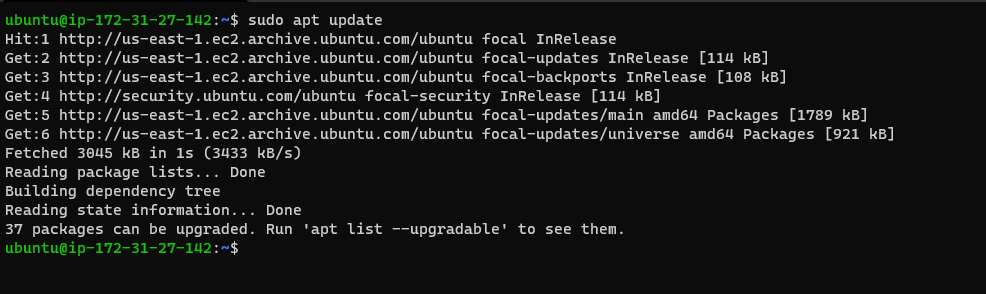 ubuntu@ip-172-31-27-142:~$ sudo apt update
Hit:1 http://us-east-1.ec2.archive.ubuntu.com/ubuntu focal InRelease
Get:2 http://us-east-1.ec2.archive.ubuntu.com/ubuntu focal-updates InRelease [114 kB]
Get:3 http://us-east-1.ec2.archive.ubuntu.com/ubuntu focal-backports InRelease [108 kB]
Get:4 http://security.ubuntu.com/ubuntu focal-security InRelease [114 kB]
Get:5 http://us-east-1.ec2.archive.ubuntu.com/ubuntu focal-updates/main amd64 Packages [1789 kB]
Get:6 http://us-east-1.ec2.archive.ubuntu.com/ubuntu focal-updates/universe amd64 Packages [921 kB]
Fetched 3045 kB in 1s (3433 kB/s)
Reading package lists... Done
Building dependency tree
Reading state information... Done
37 packages can be upgraded. Run 'apt list --upgradable' to see them.
ubuntu@ip-172-31-27-142:~$